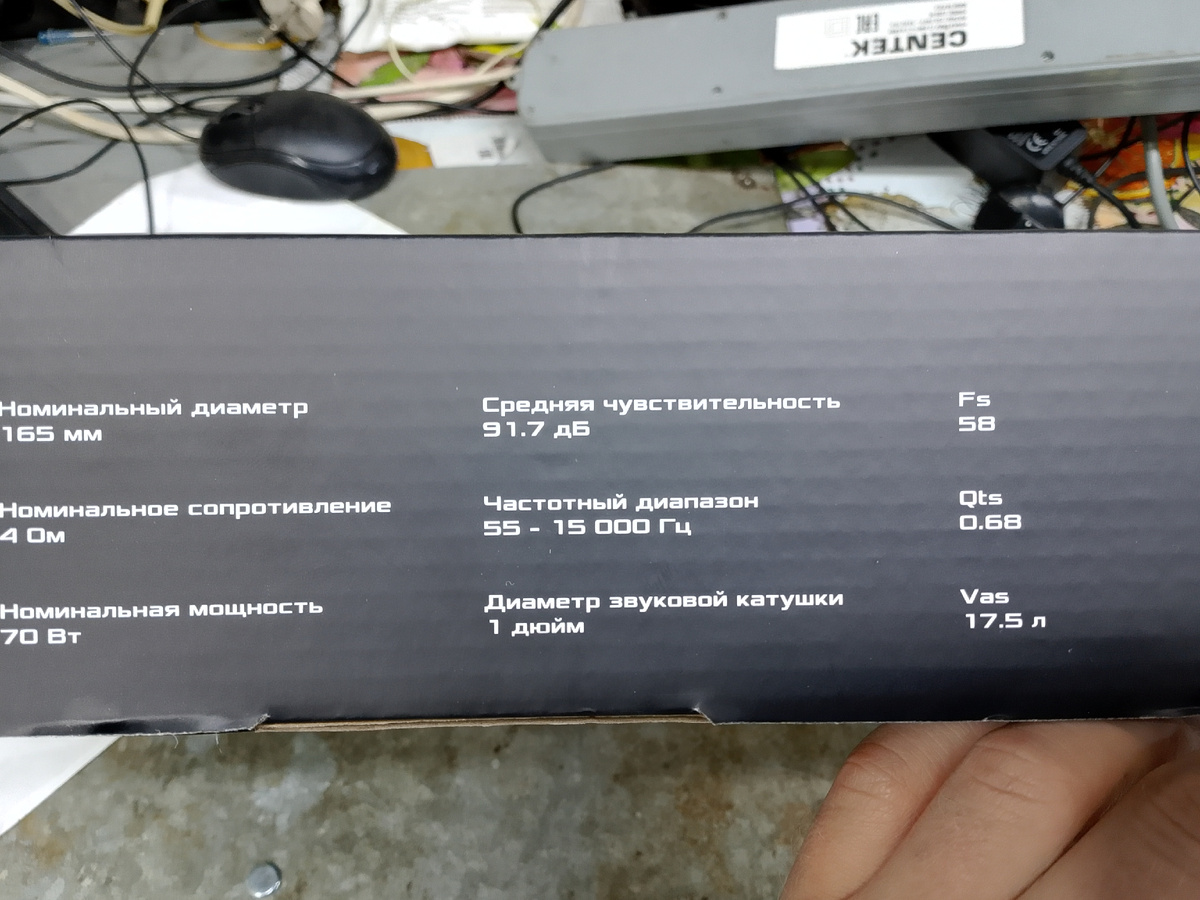 CENTEK
Номинальный диаметр
165 мм
Средняя чувствительность
91.7 дБ
Fs
58
Номинальное сопротивление
4 Ом
Частотный диапазон
55 - 15 000 Гц
Qts
0.68
Номинальная мощность
70 Вт
Диаметр звуковой катушки
1 дюйм
Vas
17.5 л